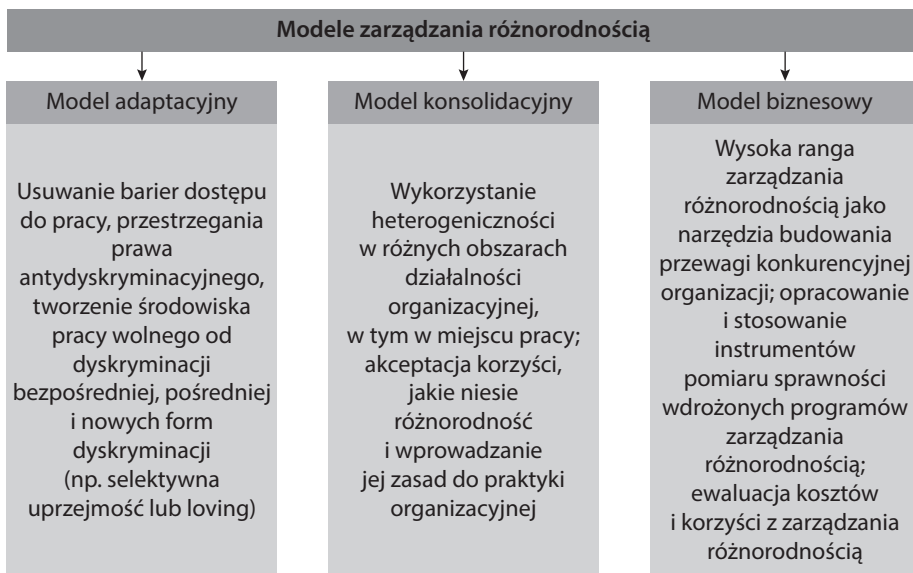 Modele zarządzania różnorodnością
Model adaptacyjny
Usuwanie barier dostępu
do pracy, przestrzegania
prawa
antydyskryminacyjnego,
tworzenie środowiska
pracy wolnego od
dyskryminacji
bezpośredniej, pośredniej
i nowych form
dyskryminacji
(np. selektywna
uprzejmość lub loving)
Model konsolidacyjny
Wykorzystanie
heterogeniczności
w różnych obszarach
działalności
organizacyjnej,
w tym w miejscu pracy;
akceptacja korzyści,
jakie niesie
różnorodność
i wprowadzanie
jej zasad do praktyki
organizacyjnej
Model biznesowy
Wysoka ranga
zarządzania
różnorodnością jako
narzędzia budowania
przewagi konkurencyjnej
organizacji; opracowanie
i stosowanie
instrumentów
pomiaru sprawności
wdrożonych programów
zarządzania
różnorodnością;
ewaluacja kosztów
i korzyści z zarządzania
różnorodnością